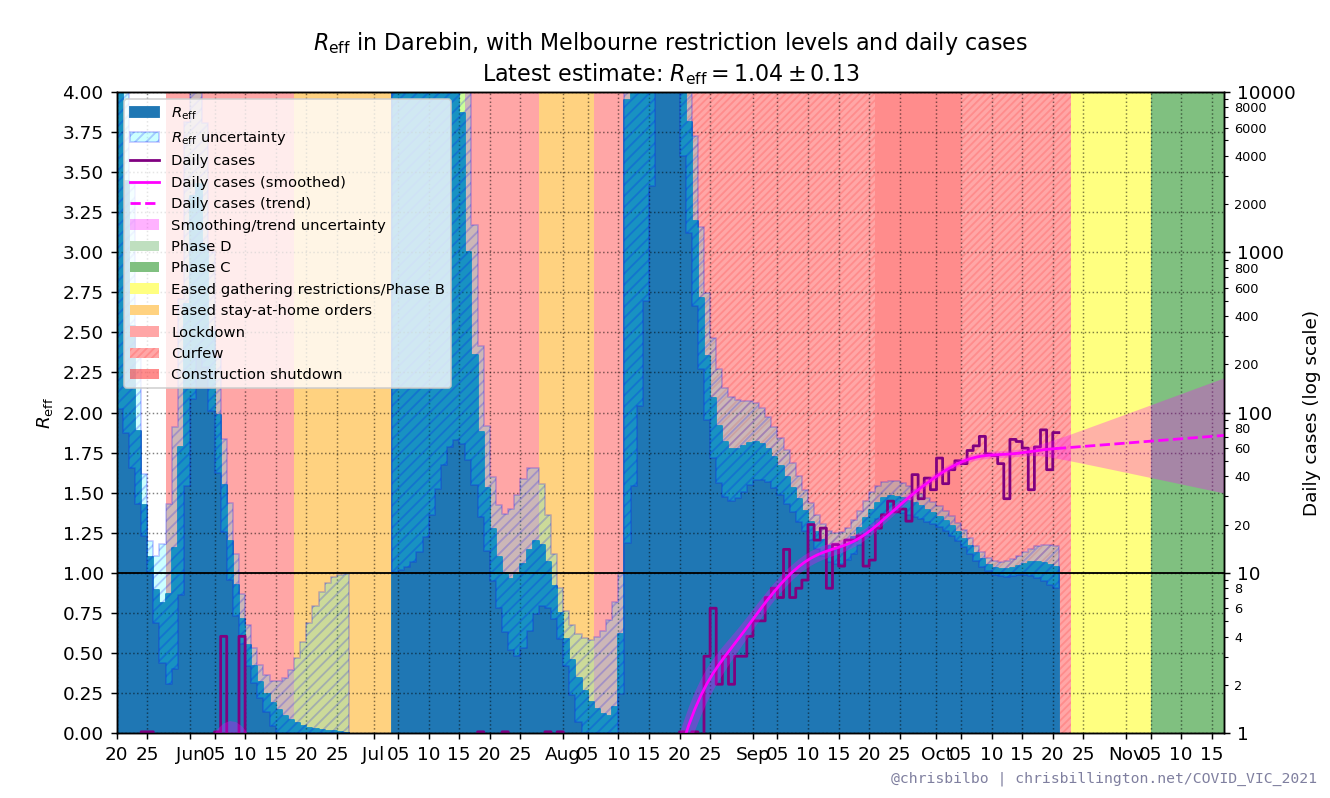 Reff in Darebin, with Melbourne restriction levels and daily cases
Latest estimate: Reff = 1.04 ± 0.13
Reff
4.00
3.75
3.50
3.25
3.00
2.75
2.50
2.25
2.00
1.75
1.50
1.25
1.00
0.75
0.50
0.25
0.00
Reff
Reff uncertainty
Daily cases
Daily cases (smoothed)
Daily cases (trend)
Smoothing/trend uncertainty
Phase D
Phase C
Eased gathering restrictions/Phase B
Eased stay-at-home orders
Lockdown
Curfew
Construction shutdown
10000
8000
6000
4000
2000
1000
800
600
400
200
100
80
60
40
20
10
8
6
4
2
1
Daily cases (log scale)
20 25 Jun 05 10 15 20 25 Jul 05 10 15 20 25 Aug 05 10 15 20 25 Sep 05 10 15 20 25 Oct 05 10 15 20 25 Nov 05 10 15
@chrisbilbo | chrisbillington.net/COVID_VIC_2021